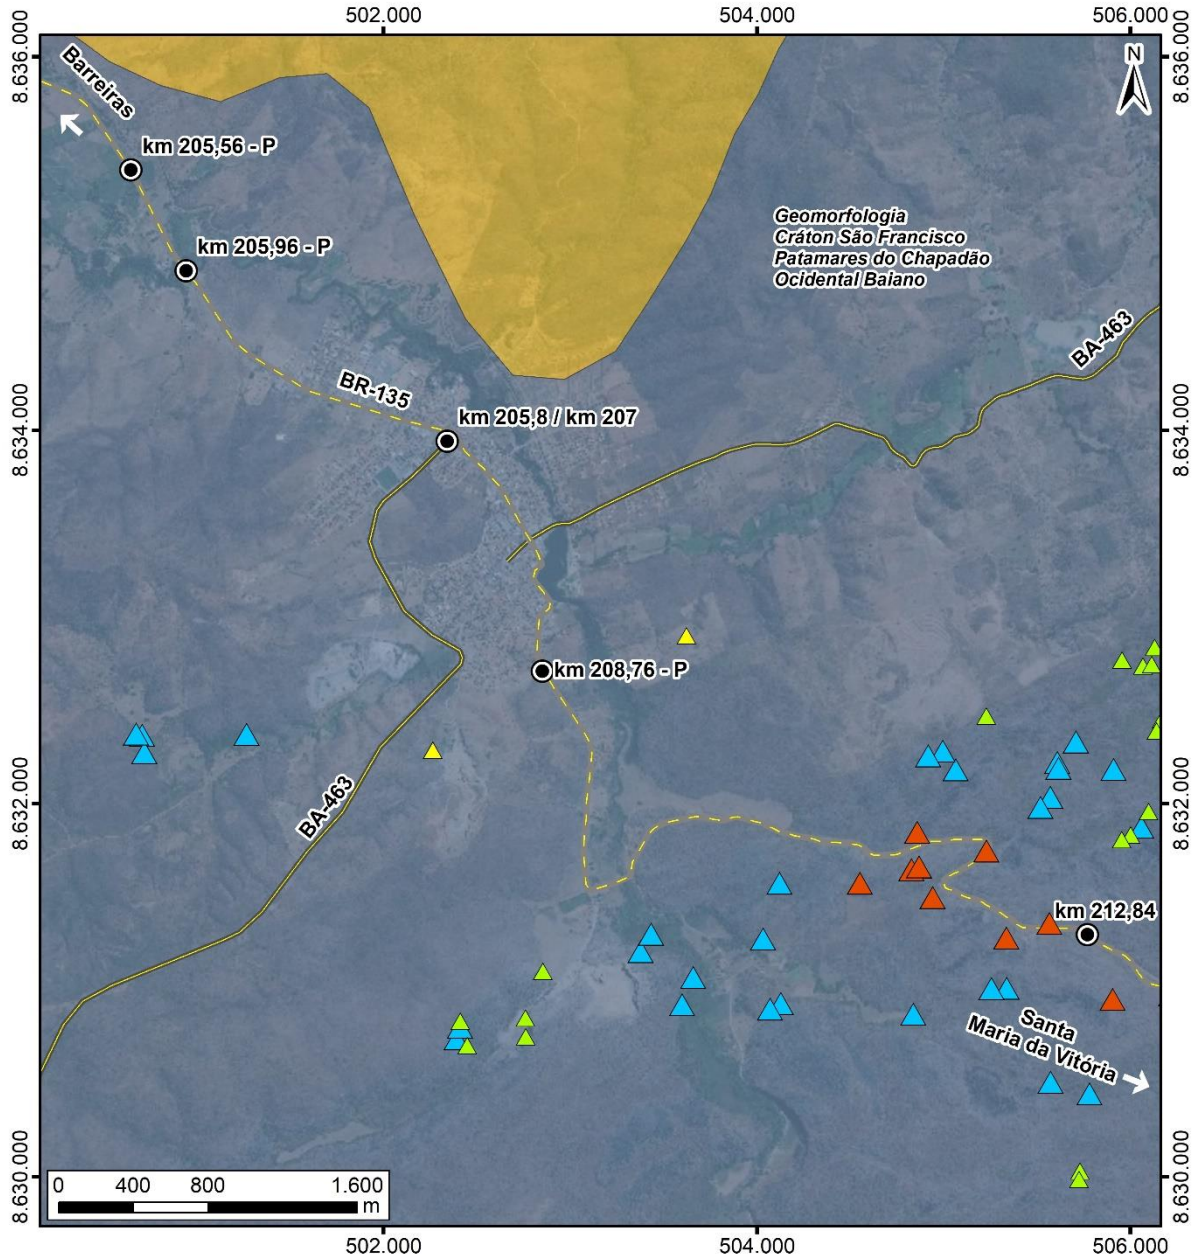 502.000
504.000
506.000
8.636.000
8.636.000
N
Barreiras
km 205,56 - P
km 205,96 - P
Geomorfologia
Cráton São Francisco
Patamares do Chapadão
Ocidental Baiano
BA-463
BR-135
km 205,8 / km 207
8.634.000
8.634.000
km 208,76 - P
BA-463
8.632.000
8.632.000
km 212,84
Santa
Maria da Vitória
8.630.000
8.630.000
0 400 800 1.600
m
502.000
504.000
506.000